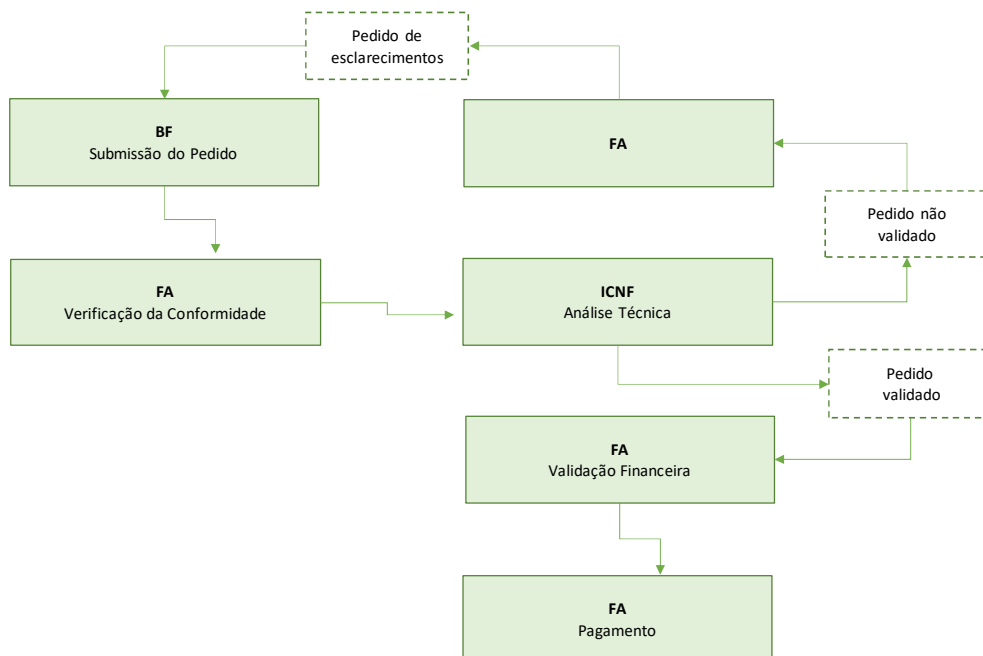 Pedido de
esclarecimentos
BF
Submissão do Pedido
FA
Pedido não
validado
FA
Verificação da Conformidade
ICNF
Análise Técnica
Pedido
validado
FA
Validação Financeira
FA
Pagamento